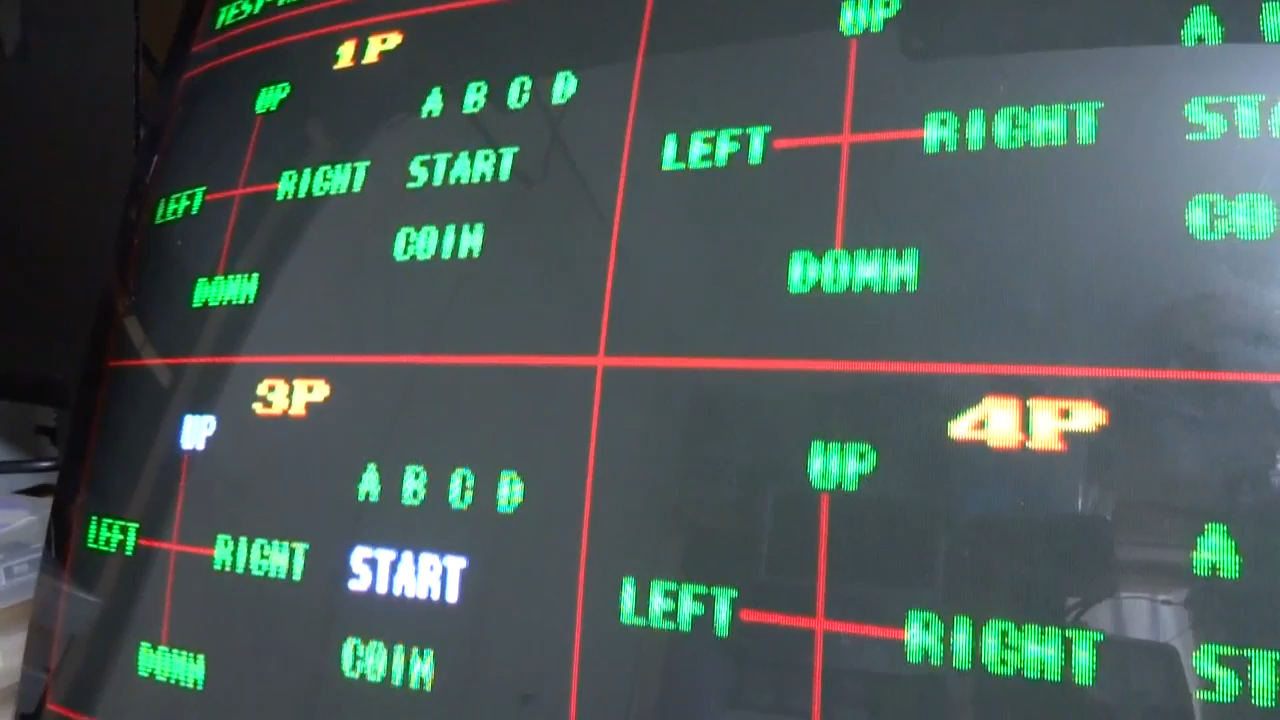 TEST
1P
UP
A B C D
LEFT RIGHT START
COIN
DOWN
UP
A
LEFT RIGHT
DOWN
3P
UP
A B C D
LEFT RIGHT START
COIN
DOWN
4P
UP
A
LEFT RIGHT